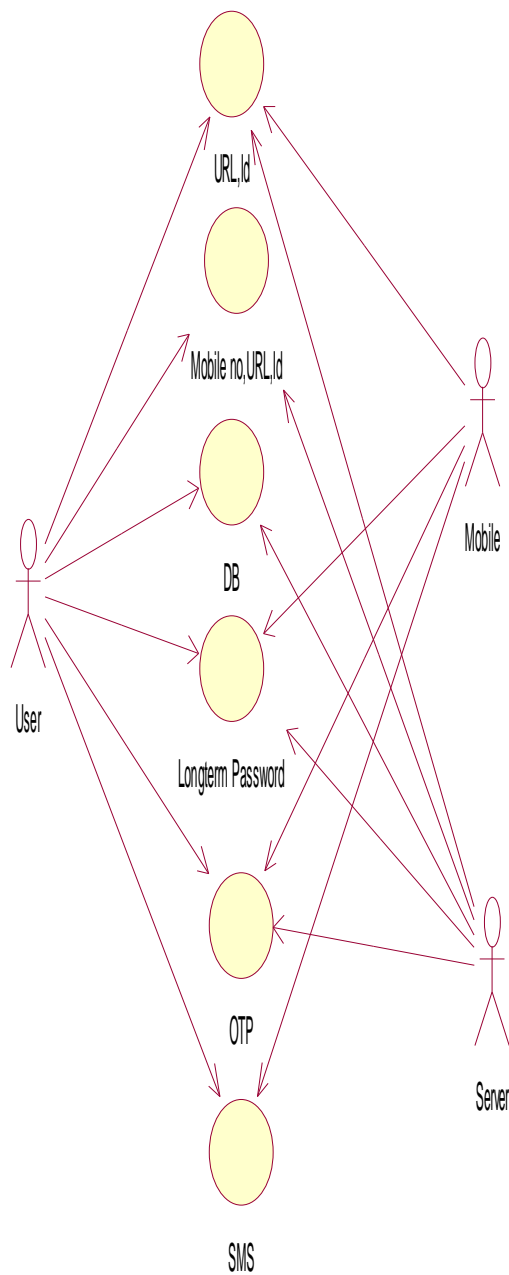 URL,Id
Mobile no,URL,Id
Mobile
DB
User
Longterm Password
OTP
Server
SMS